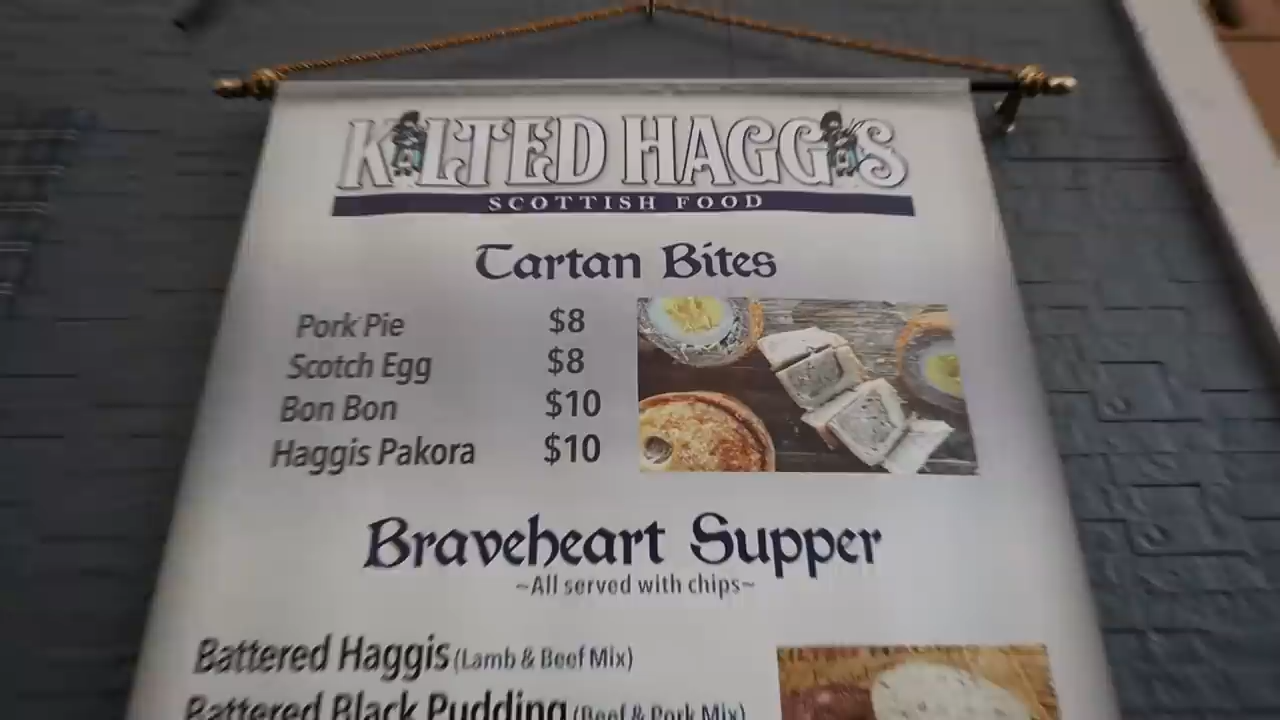 KILTED HAGGIS
SCOTTISH FOOD
Tartan Bites
Pork Pie $8
Scotch Egg $8
Bon Bon $10
Haggis Pakora $10
Braveheart Supper
~All served with chips~
Battered Haggis (Lamb & Beef Mix)
Battered Black Pudding (Beef & Pork Mix)